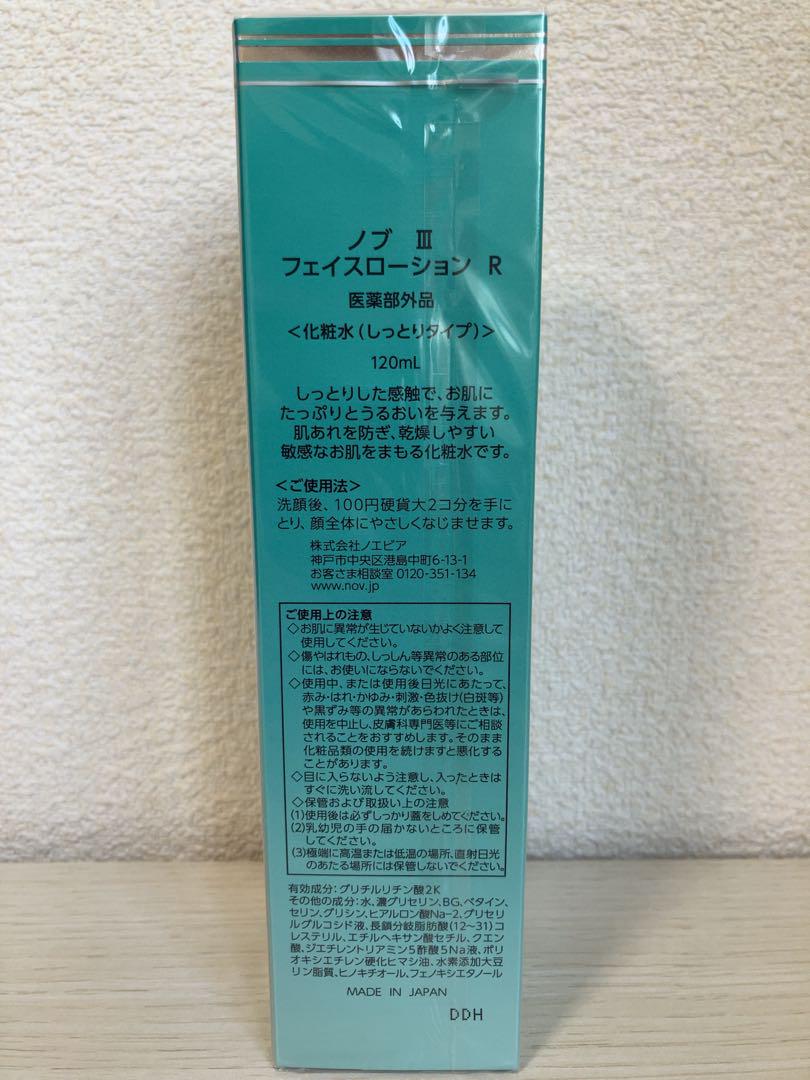 ノブ Ⅲ
フェイスローション R
医薬部外品
<化粧水(しっとりタイプ)>
120mL
しっとりした感触で、お肌に
たっぷりとうるおいを与えます。
肌あれを防ぎ、乾燥しやすい
敏感なお肌をまもる化粧水です。
<ご使用法>
洗顔後、100円硬貨大2コ分を手に
とり、顔全体にやさしくなじませます。
株式会社ノエビア
神戸市中央区港島中町6-13-1
お客さま相談室 0120-351-134
www.nov.jp
ご使用上の注意
◇お肌に異常が生じていないかよく注意して
使用してください。
◇傷やはれもの、しっしん等異常のある部位
には、お使いにならないでください。
◇使用中、または使用後日光にあたって、
赤み・はれ・かゆみ・刺激・色抜け(白斑等)
や黒ずみ等の異常があらわれたときは、
使用を中止し、皮膚科専門医等にご相談
されることをおすすめします。そのまま
化粧品類の使用を続けますと悪化する
ことがあります。
◇目に入らないよう注意し、入ったときは
すぐに洗い流してください。
◇保管および取扱い上の注意
(1)使用後は必ずしっかり蓋をしめてください。
(2)乳幼児の手の届かないところに保管
してください。
(3)極端に高温または低温の場所、直射日光
のあたる場所には保管しないでください。
有効成分:グリチルリチン酸2K
その他の成分:水、濃グリセリン、BG、ベタイン、
セリン、グリシン、ヒアルロン酸Na-2、グリセリ
ルグルコシド液、長鎖分岐脂肪酸(12~31)コ
レステリル、エチルヘキサン酸セチル、クエン
酸、ジエチレントリアミン5酢酸5Na液、ポリ
オキシエチレン硬化ヒマシ油、水素添加大豆
リン脂質、ヒノキチオール、フェノキシエタノール
MADE IN JAPAN
DDH